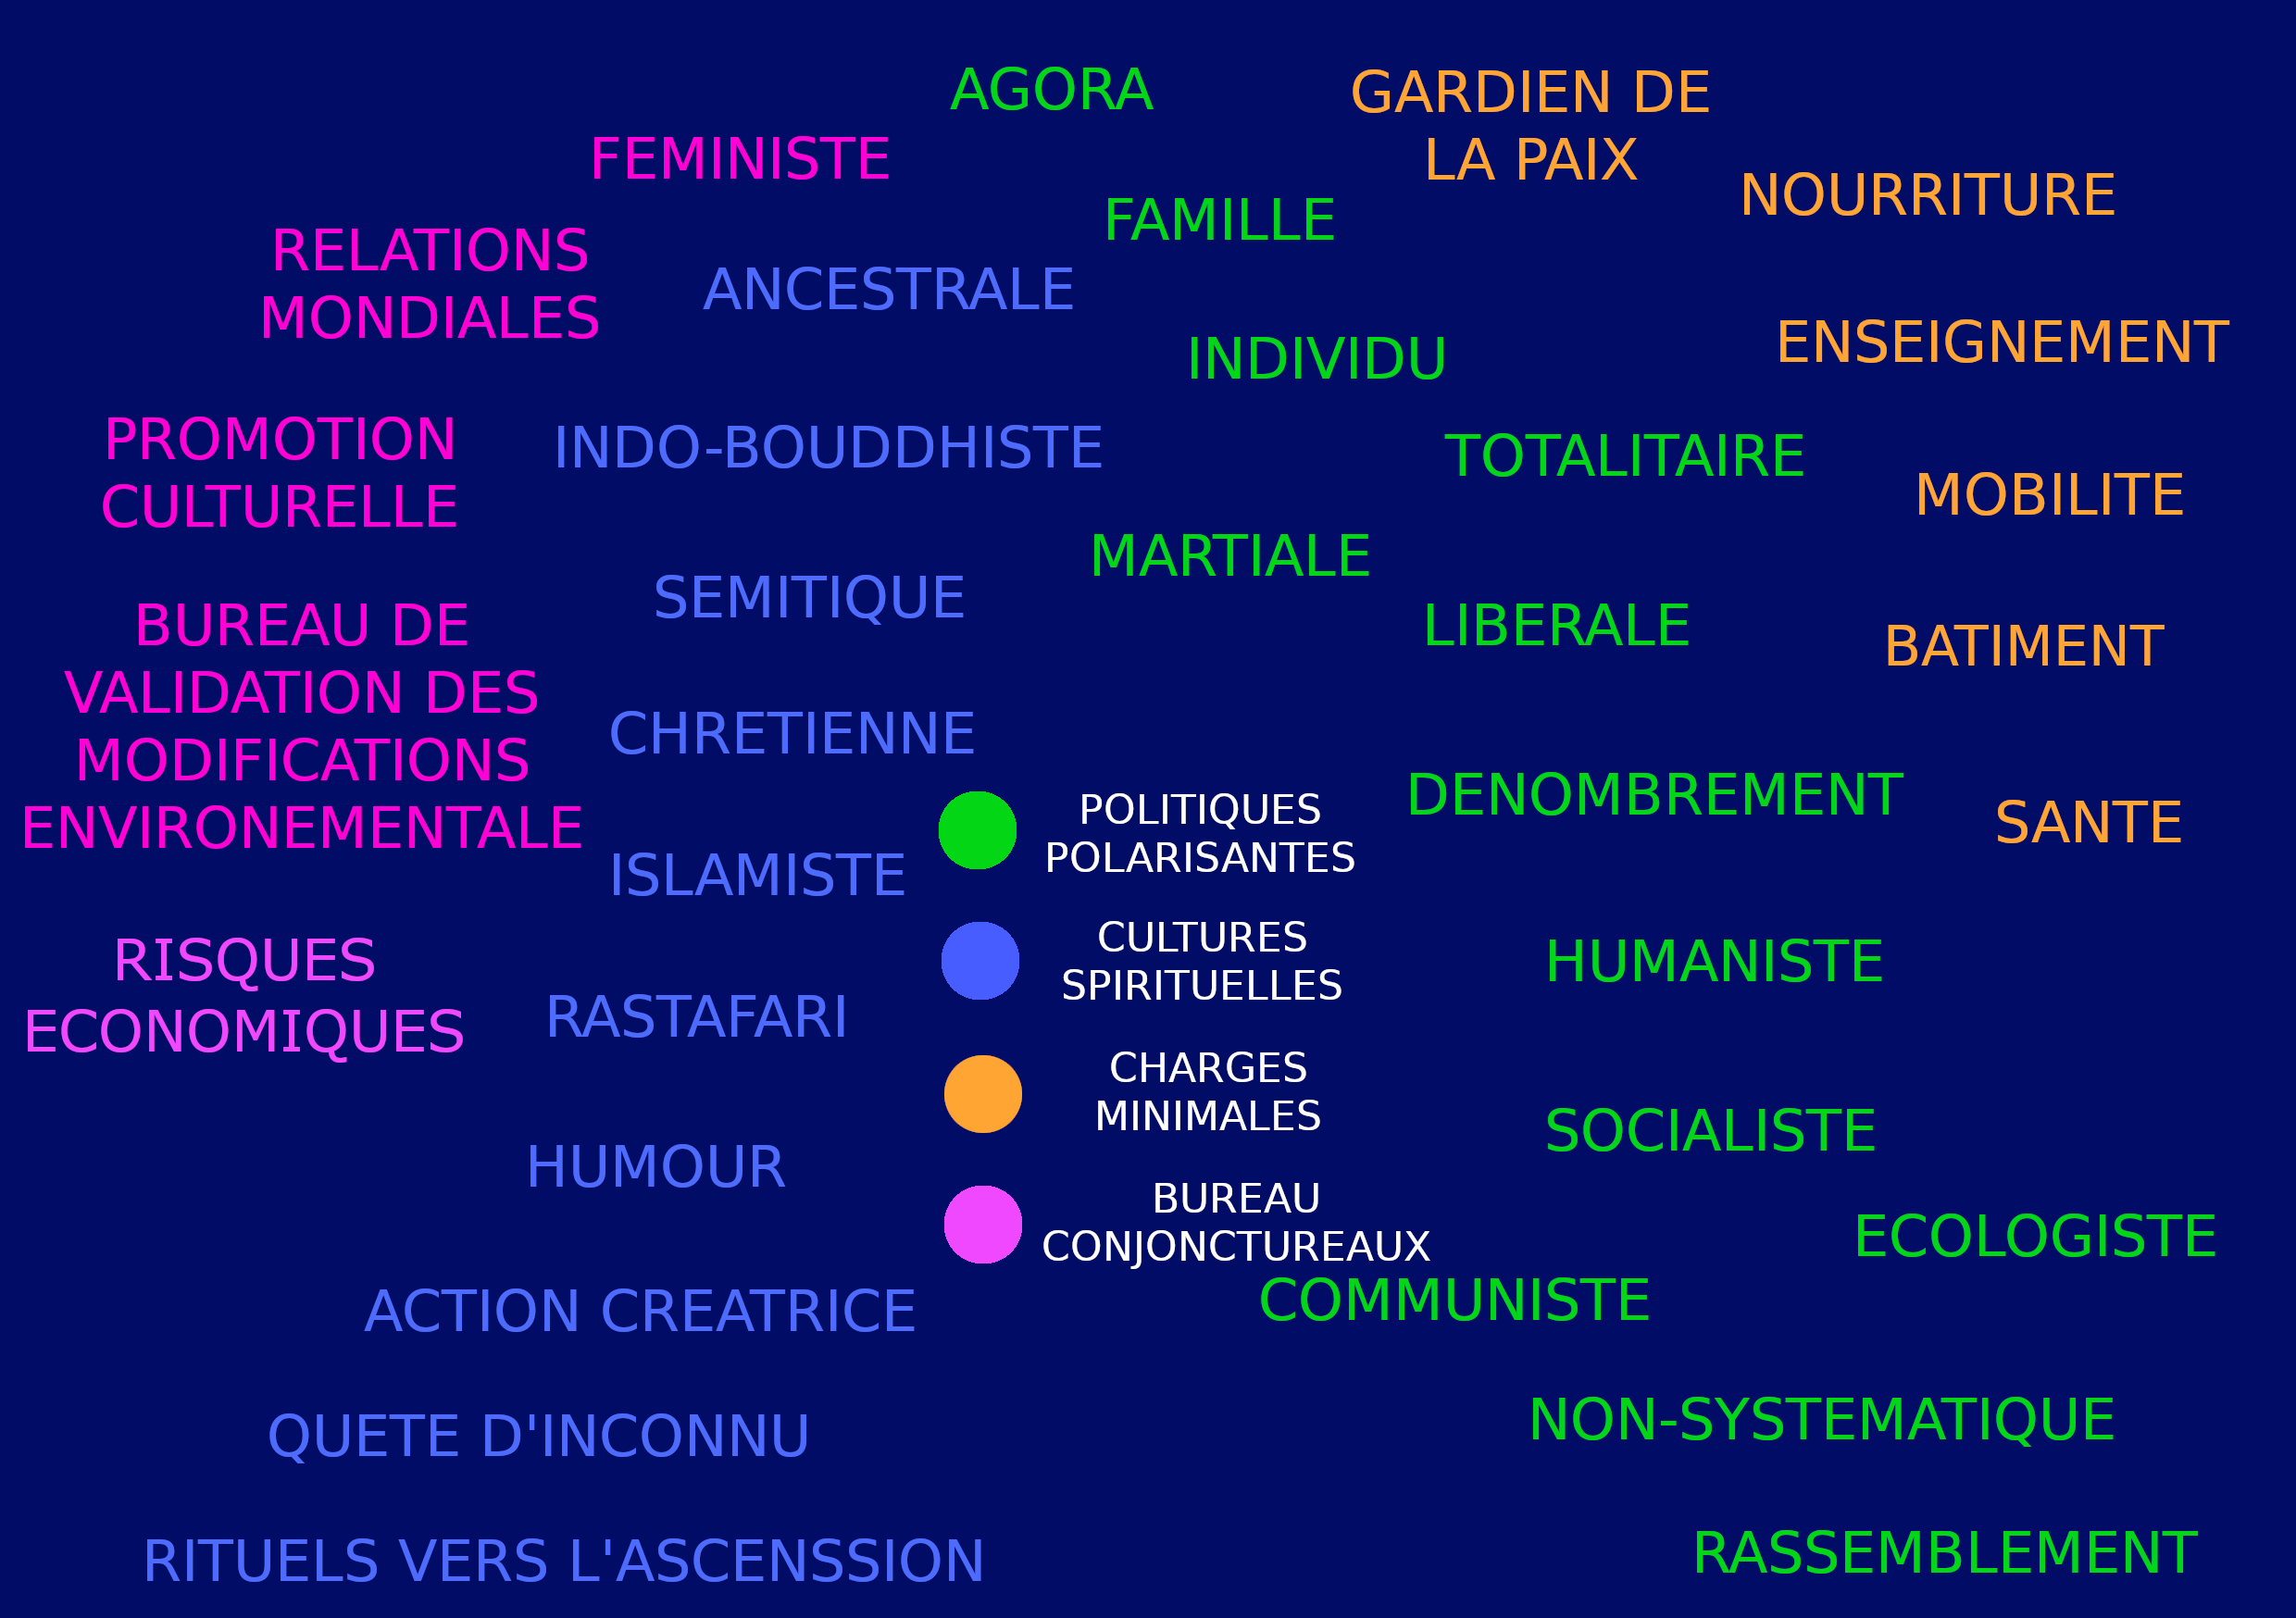 AGORA
GARDIEN DE
LA PAIX
FEMINISTE
NOURRITURE
FAMILLE
RELATIONS
MONDIALES
ANCESTRALE
ENSEIGNEMENT
INDIVIDU
PROMOTION
CULTURELLE
INDO-BOUDDHISTE
TOTALITAIRE
MOBILITE
MARTIALE
SEMITIQUE
BUREAU DE
VALIDATION DES
MODIFICATIONS
ENVIRONEMENTALE
LIBERALE
BATIMENT
CHRETIENNE
POLITIQUES
POLARISANTES
DENOMBREMENT
SANTE
ISLAMISTE
CULTURES
SPIRITUELLES
RISQUES
ECONOMIQUES
HUMANISTE
RASTAFARI
CHARGES
MINIMALES
SOCIALISTE
HUMOUR
BUREAU
CONJONCTUREAUX
ECOLOGISTE
ACTION CREATRICE
COMMUNISTE
QUETE D'INCONNU
NON-SYSTEMATIQUE
RITUELS VERS L'ASCENSSION
RASSEMBLEMENT